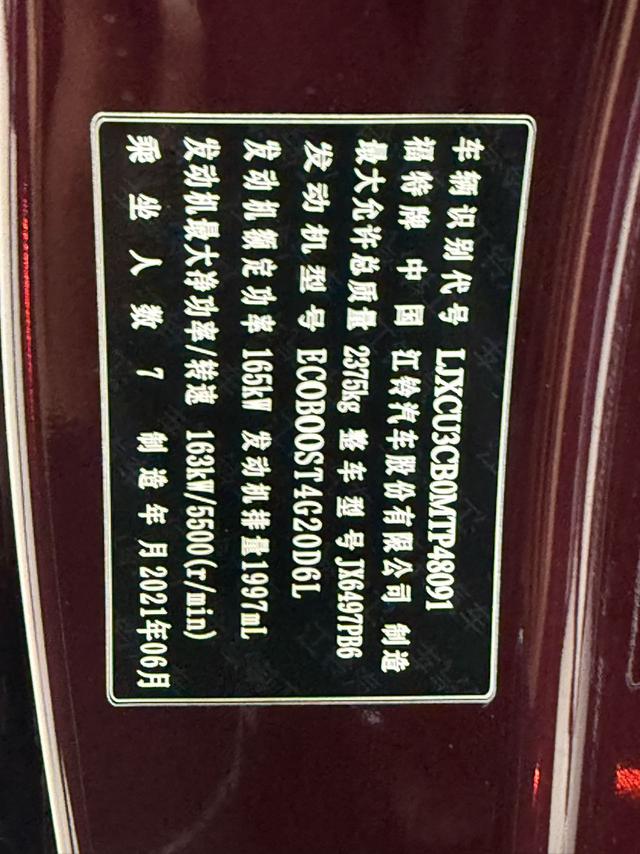 车辆识别代号 LJXCU3CB0MTP48091
福特牌 中国 江铃汽车股份有限公司 制造
最大允许总质量 2375kg 整车型号 JX6497PB6
发动机型号 ECOBOOST4G20D6L
发动机额定功率 165kW 发动机排量 1997mL
发动机最大净功率/转速 163kW/5500(r/min)
乘坐人数 7 制造年月 2021年06月